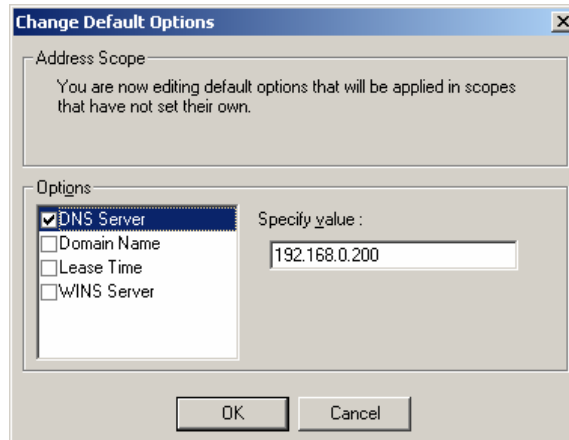 Change Default Options
Address Scope
You are now editing default options that will be applied in scopes
that have not set their own.
Options
DNS Server
Domain Name
Lease Time
WINS Server
Specify value :
192.168.0.200
OK
Cancel